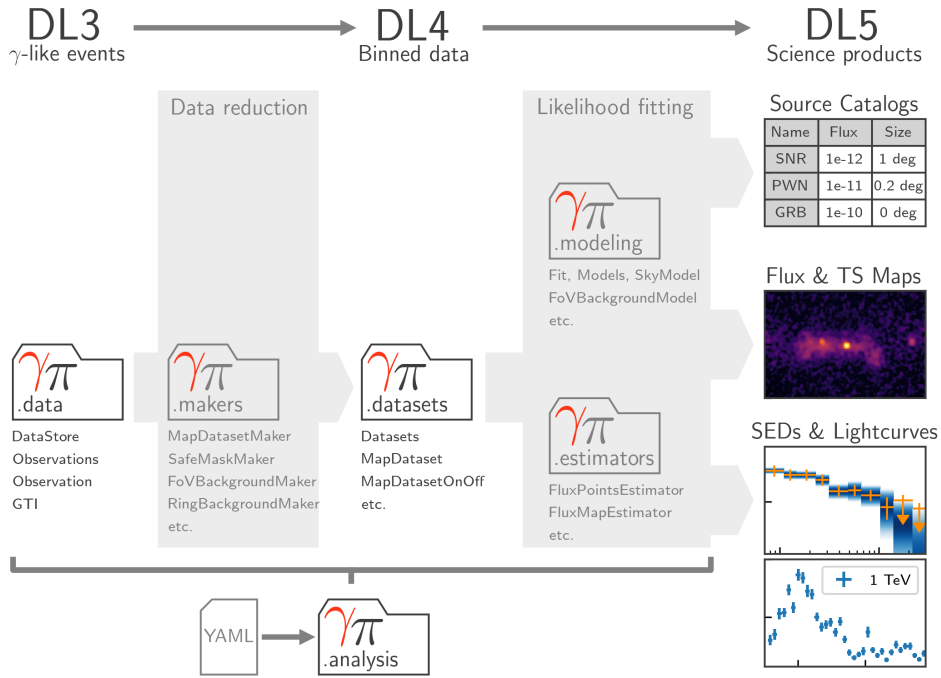 DL3
DL4
DL5
γ-like events
Binned data
Science products
Data reduction
Likelihood fitting
Source Catalogs
Name Flux Size
SNR 1e-12 1 deg
PWN 1e-11 0.2 deg
GRB 1e-10 0 deg
γπ
.modeling
Fit, Models, SkyModel
FoVBackgroundModel
etc.
Flux & TS Maps
γπ
.data
DataStore
Observations
Observation
GTI
γπ
.makers
MapDatasetMaker
SafeMaskMaker
FoVBackgroundMaker
RingBackgroundMaker
etc.
γπ
.datasets
Datasets
MapDataset
MapDatasetOnOff
etc.
γπ
.estimators
FluxPointsEstimator
FluxMapEstimator
etc.
SEDs & Lightcurves
1 TeV
YAML
γπ
.analysis